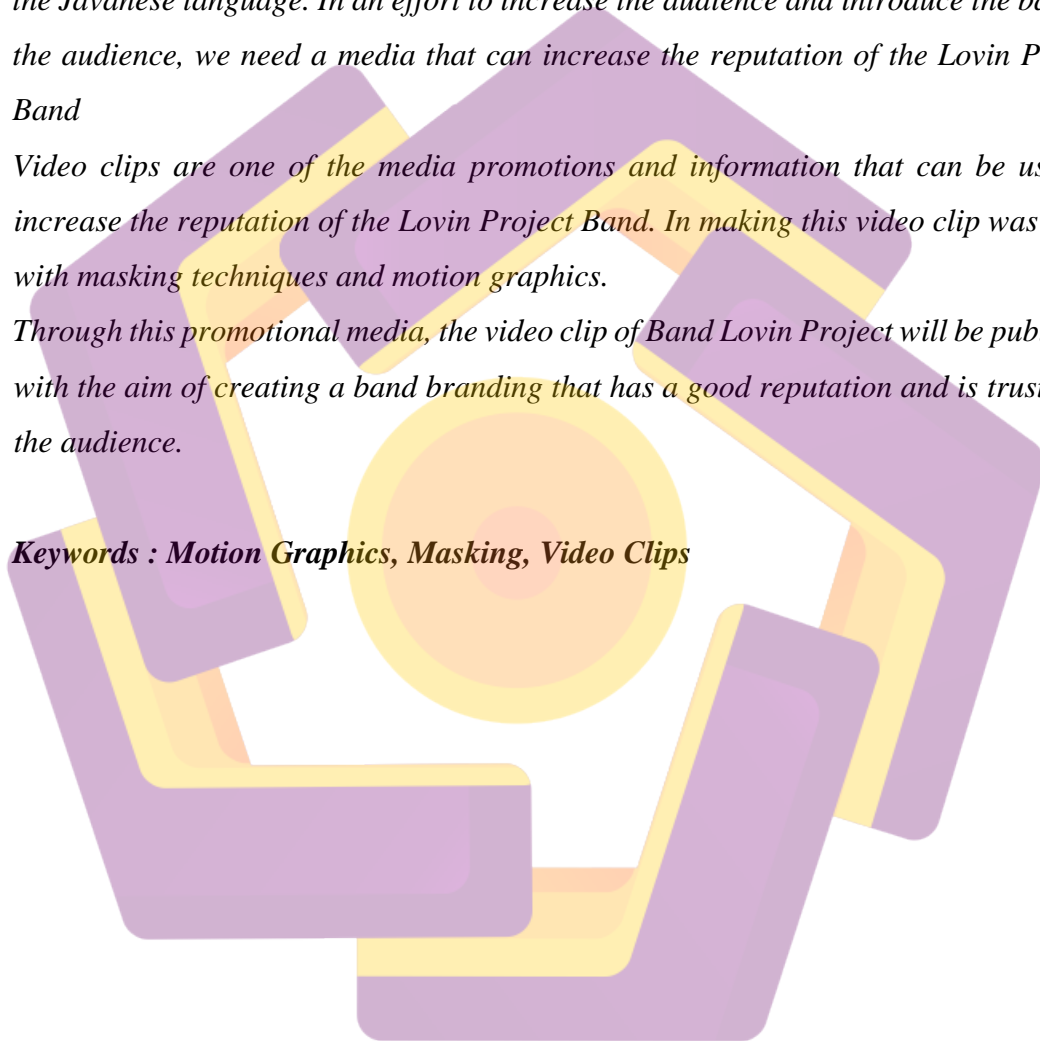 the Javanese language. In an effort to increase the audience and introduce the
the audience, we need a media that can increase the reputation of the Lovin
Band
Video clips are one of the media promotions and information that can be
increase the reputation of the Lovin Project Band. In making this video clip was
with masking techniques and motion graphics.
Through this promotional media, the video clip of Band Lovin Project will be
with the aim of creating a band branding that has a good reputation and is
the audience.
Keywords : Motion Graphics, Masking, Video Clips